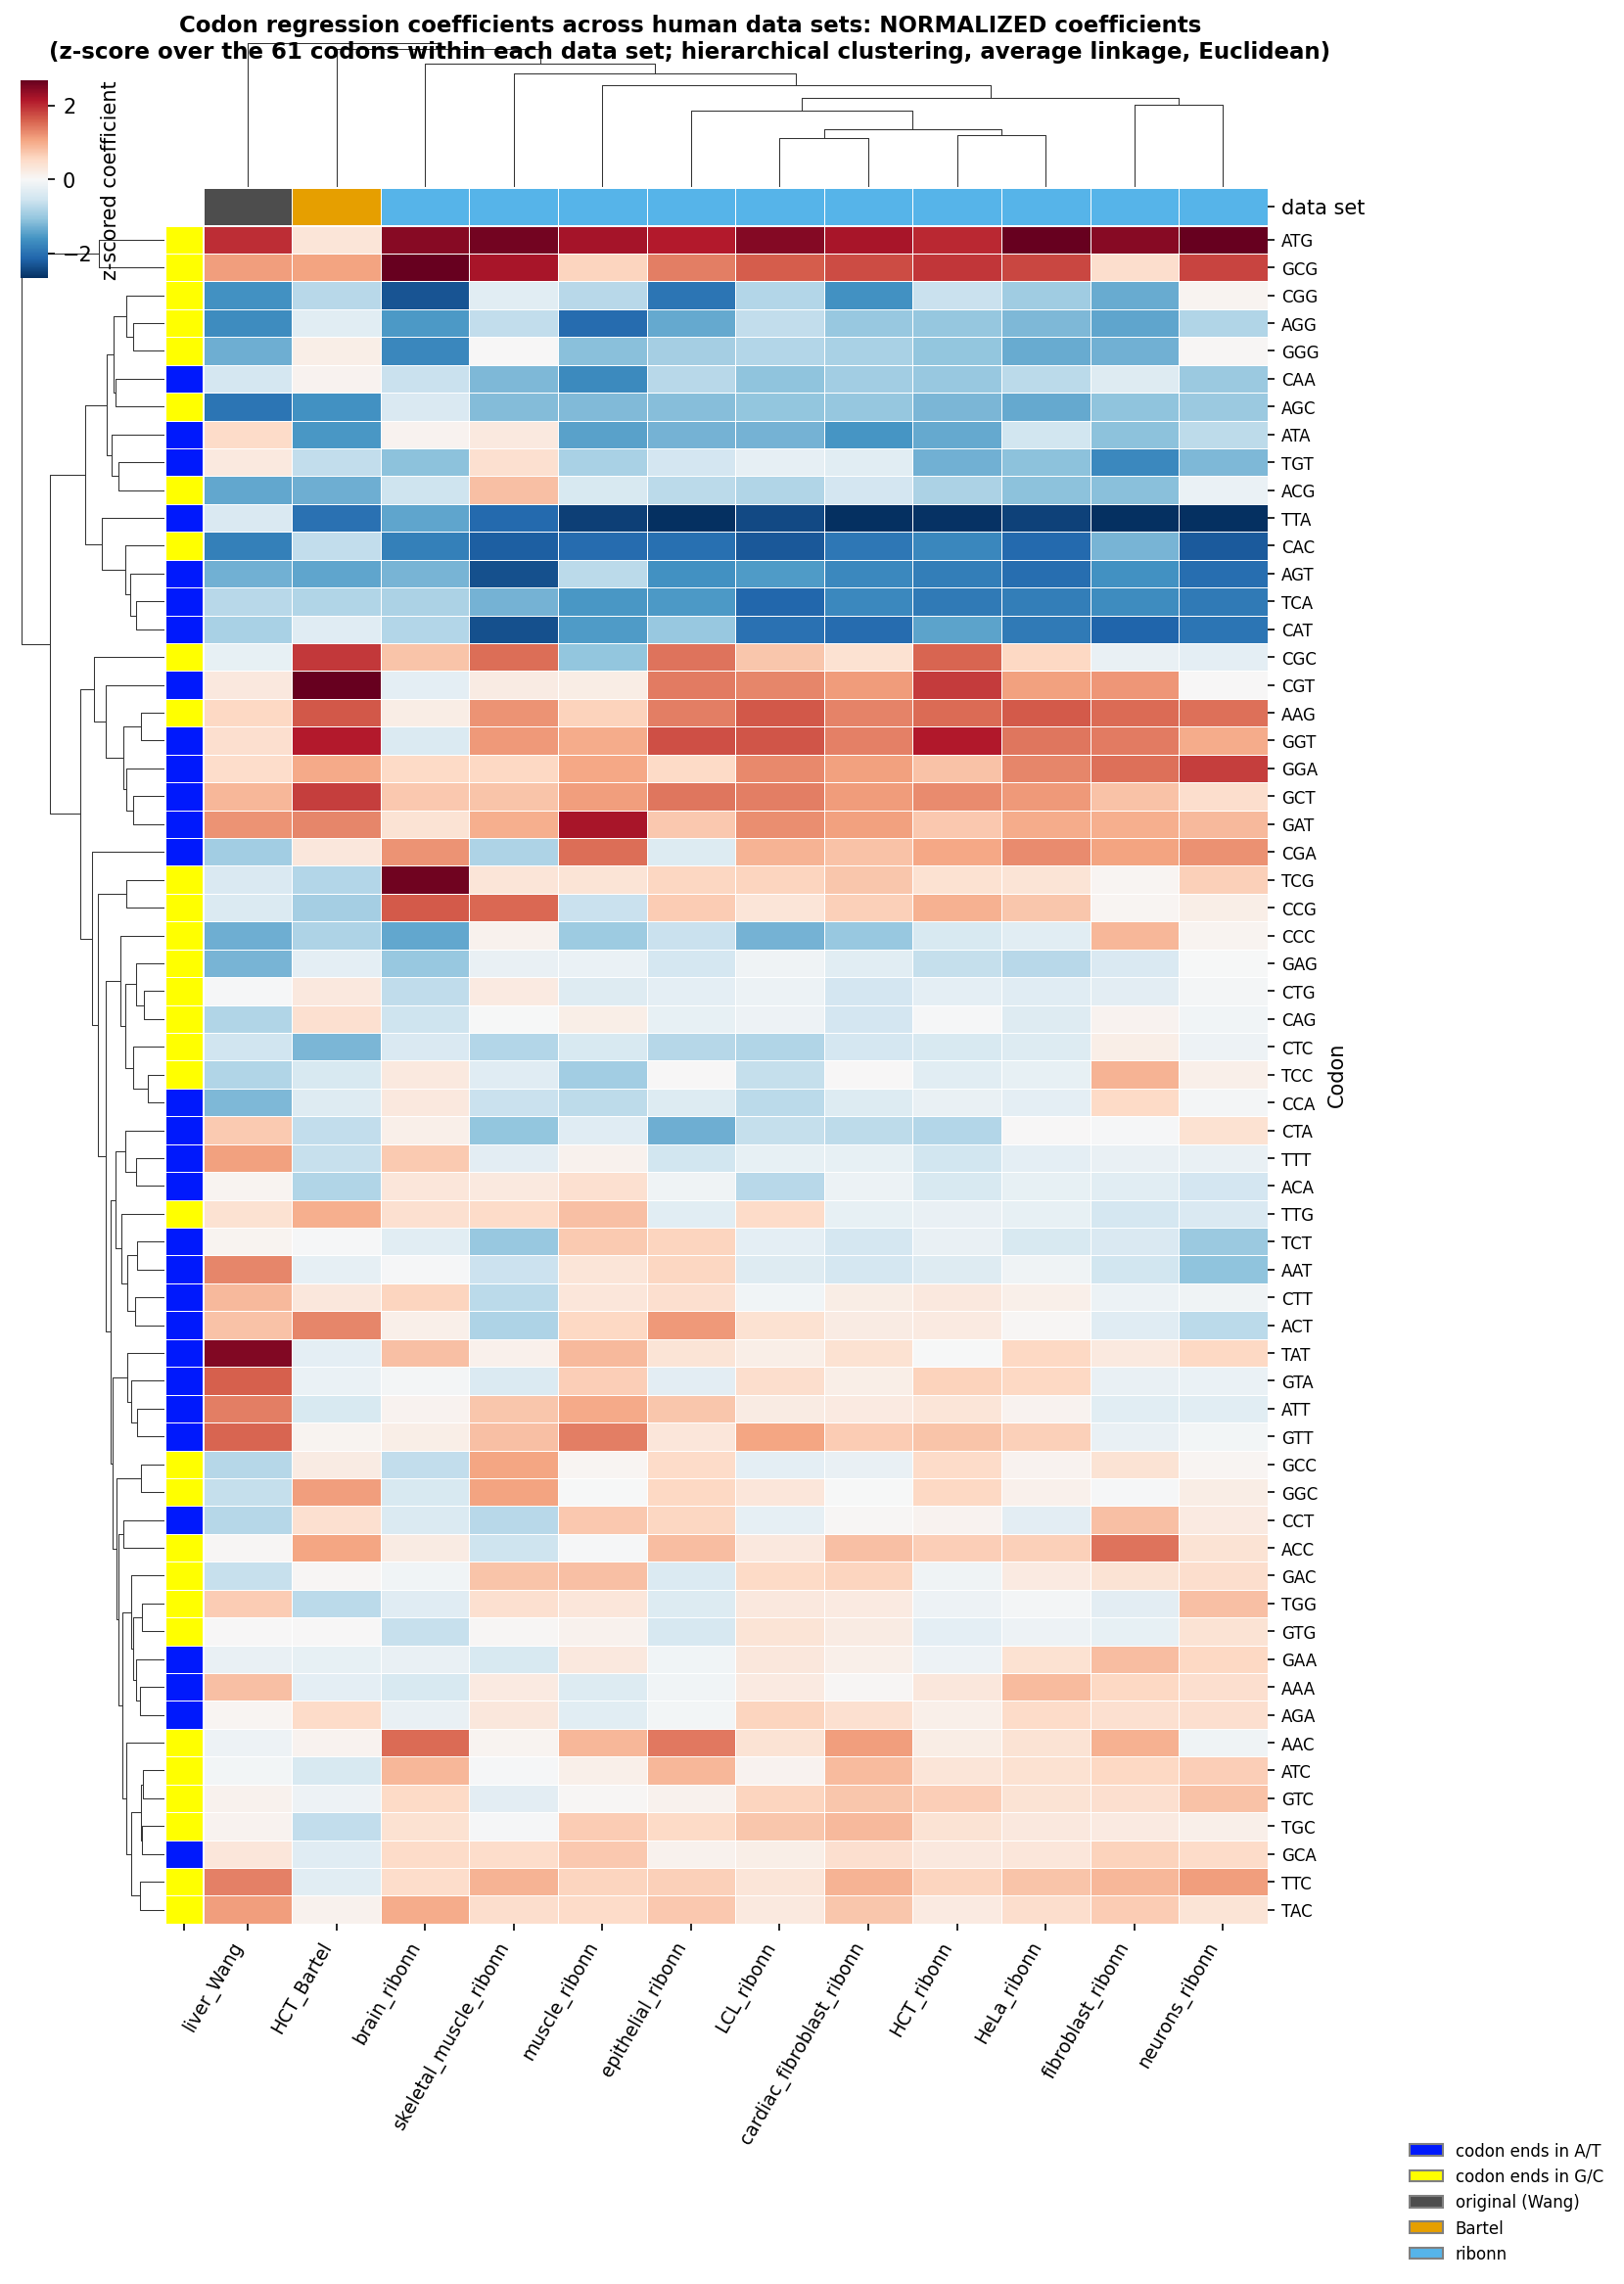 Codon regression coefficients across human data sets: NORMALIZED coefficients
(z-score over the 61 codons within each data set; hierarchical clustering, average linkage, Euclidean)
z-scored coefficient
2
0
−2
data set
ATG
GCG
CGG
AGG
GGG
CAA
AGC
ATA
TGT
ACG
TTA
CAC
AGT
TCA
CAT
CGC
CGT
AAG
GGT
GGA
GCT
GAT
CGA
TCG
CCG
CCC
GAG
CTG
CAG
CTC
TCC
CCA
CTA
TTT
ACA
TTG
TCT
AAT
CTT
ACT
TAT
GTA
ATT
GTT
GCC
GGC
CCT
ACC
GAC
TGG
GTG
GAA
AAA
AGA
AAC
ATC
GTC
TGC
GCA
TTC
TAC
Codon
liver_Wang
HCT_Bartel
brain_ribonn
skeletal_muscle_ribonn
muscle_ribonn
epithelial_ribonn
LCL_ribonn
cardiac_fibroblast_ribonn
HCT_ribonn
HeLa_ribonn
fibroblast_ribonn
neurons_ribonn
codon ends in A/T
codon ends in G/C
original (Wang)
Bartel
ribonn